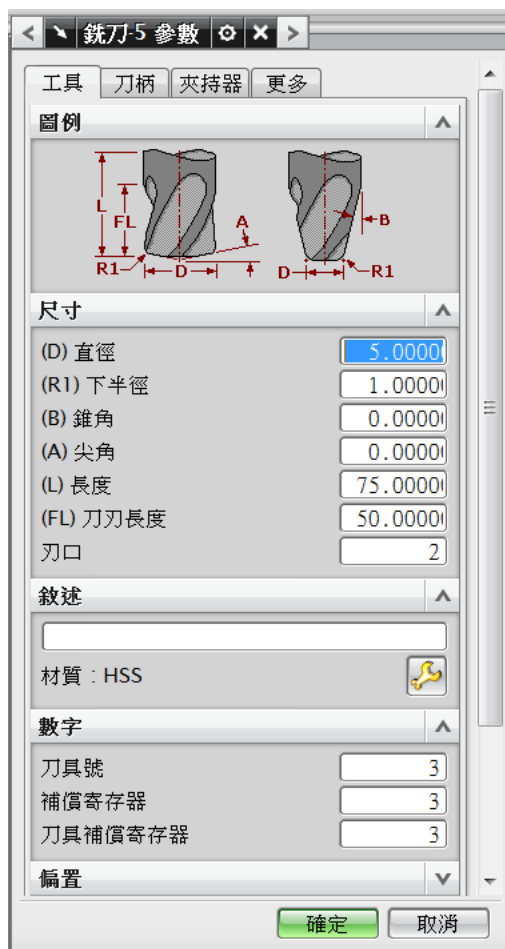 銑刀-5 參數
工具 刀柄 夾持器 更多
圖例
L FL A B
R1 D D R1
尺寸
(D) 直徑 5.0000
(R1) 下半徑 1.0000
(B) 錐角 0.0000
(A) 尖角 0.0000
(L) 長度 75.0000
(FL) 刀刃長度 50.0000
刃口 2
敘述
材質：HSS
數字
刀具號 3
補償寄存器 3
刀具補償寄存器 3
偏置
確定 取消